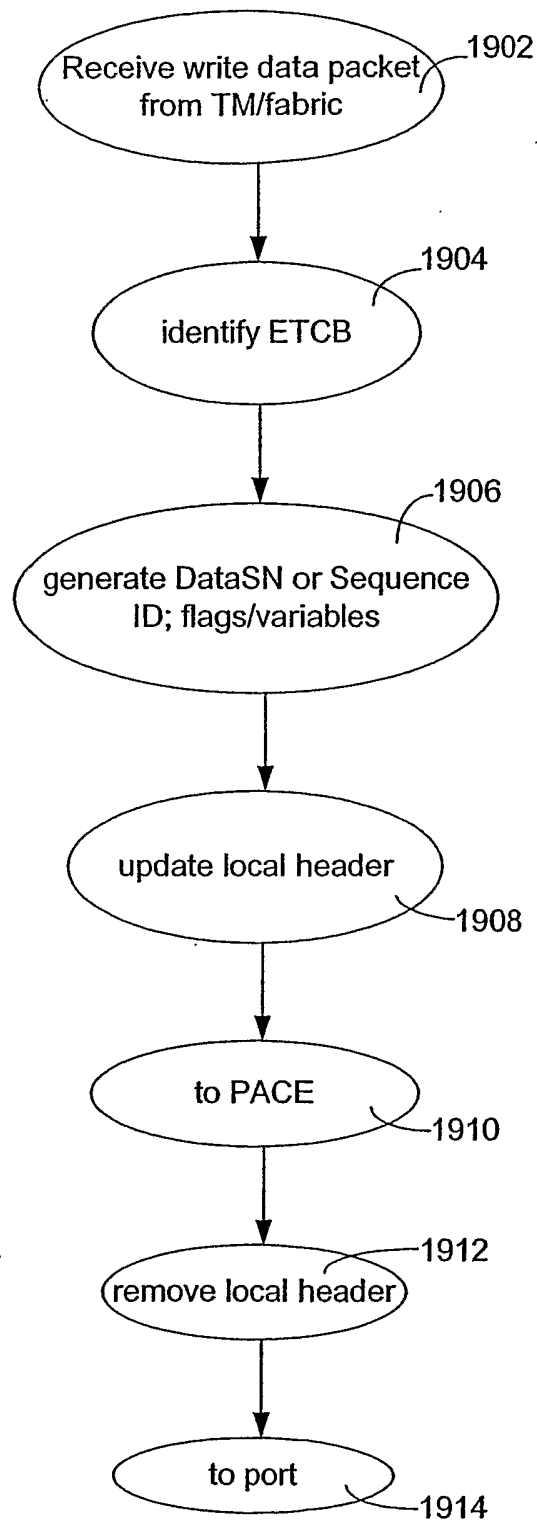 Receive write data packet
from TM/fabric
1902
1904
identify ETCB
1906
generate DataSN or Sequence
ID; flags/variables
update local header
1908
to PACE
1910
1912
remove local header
to port
1914